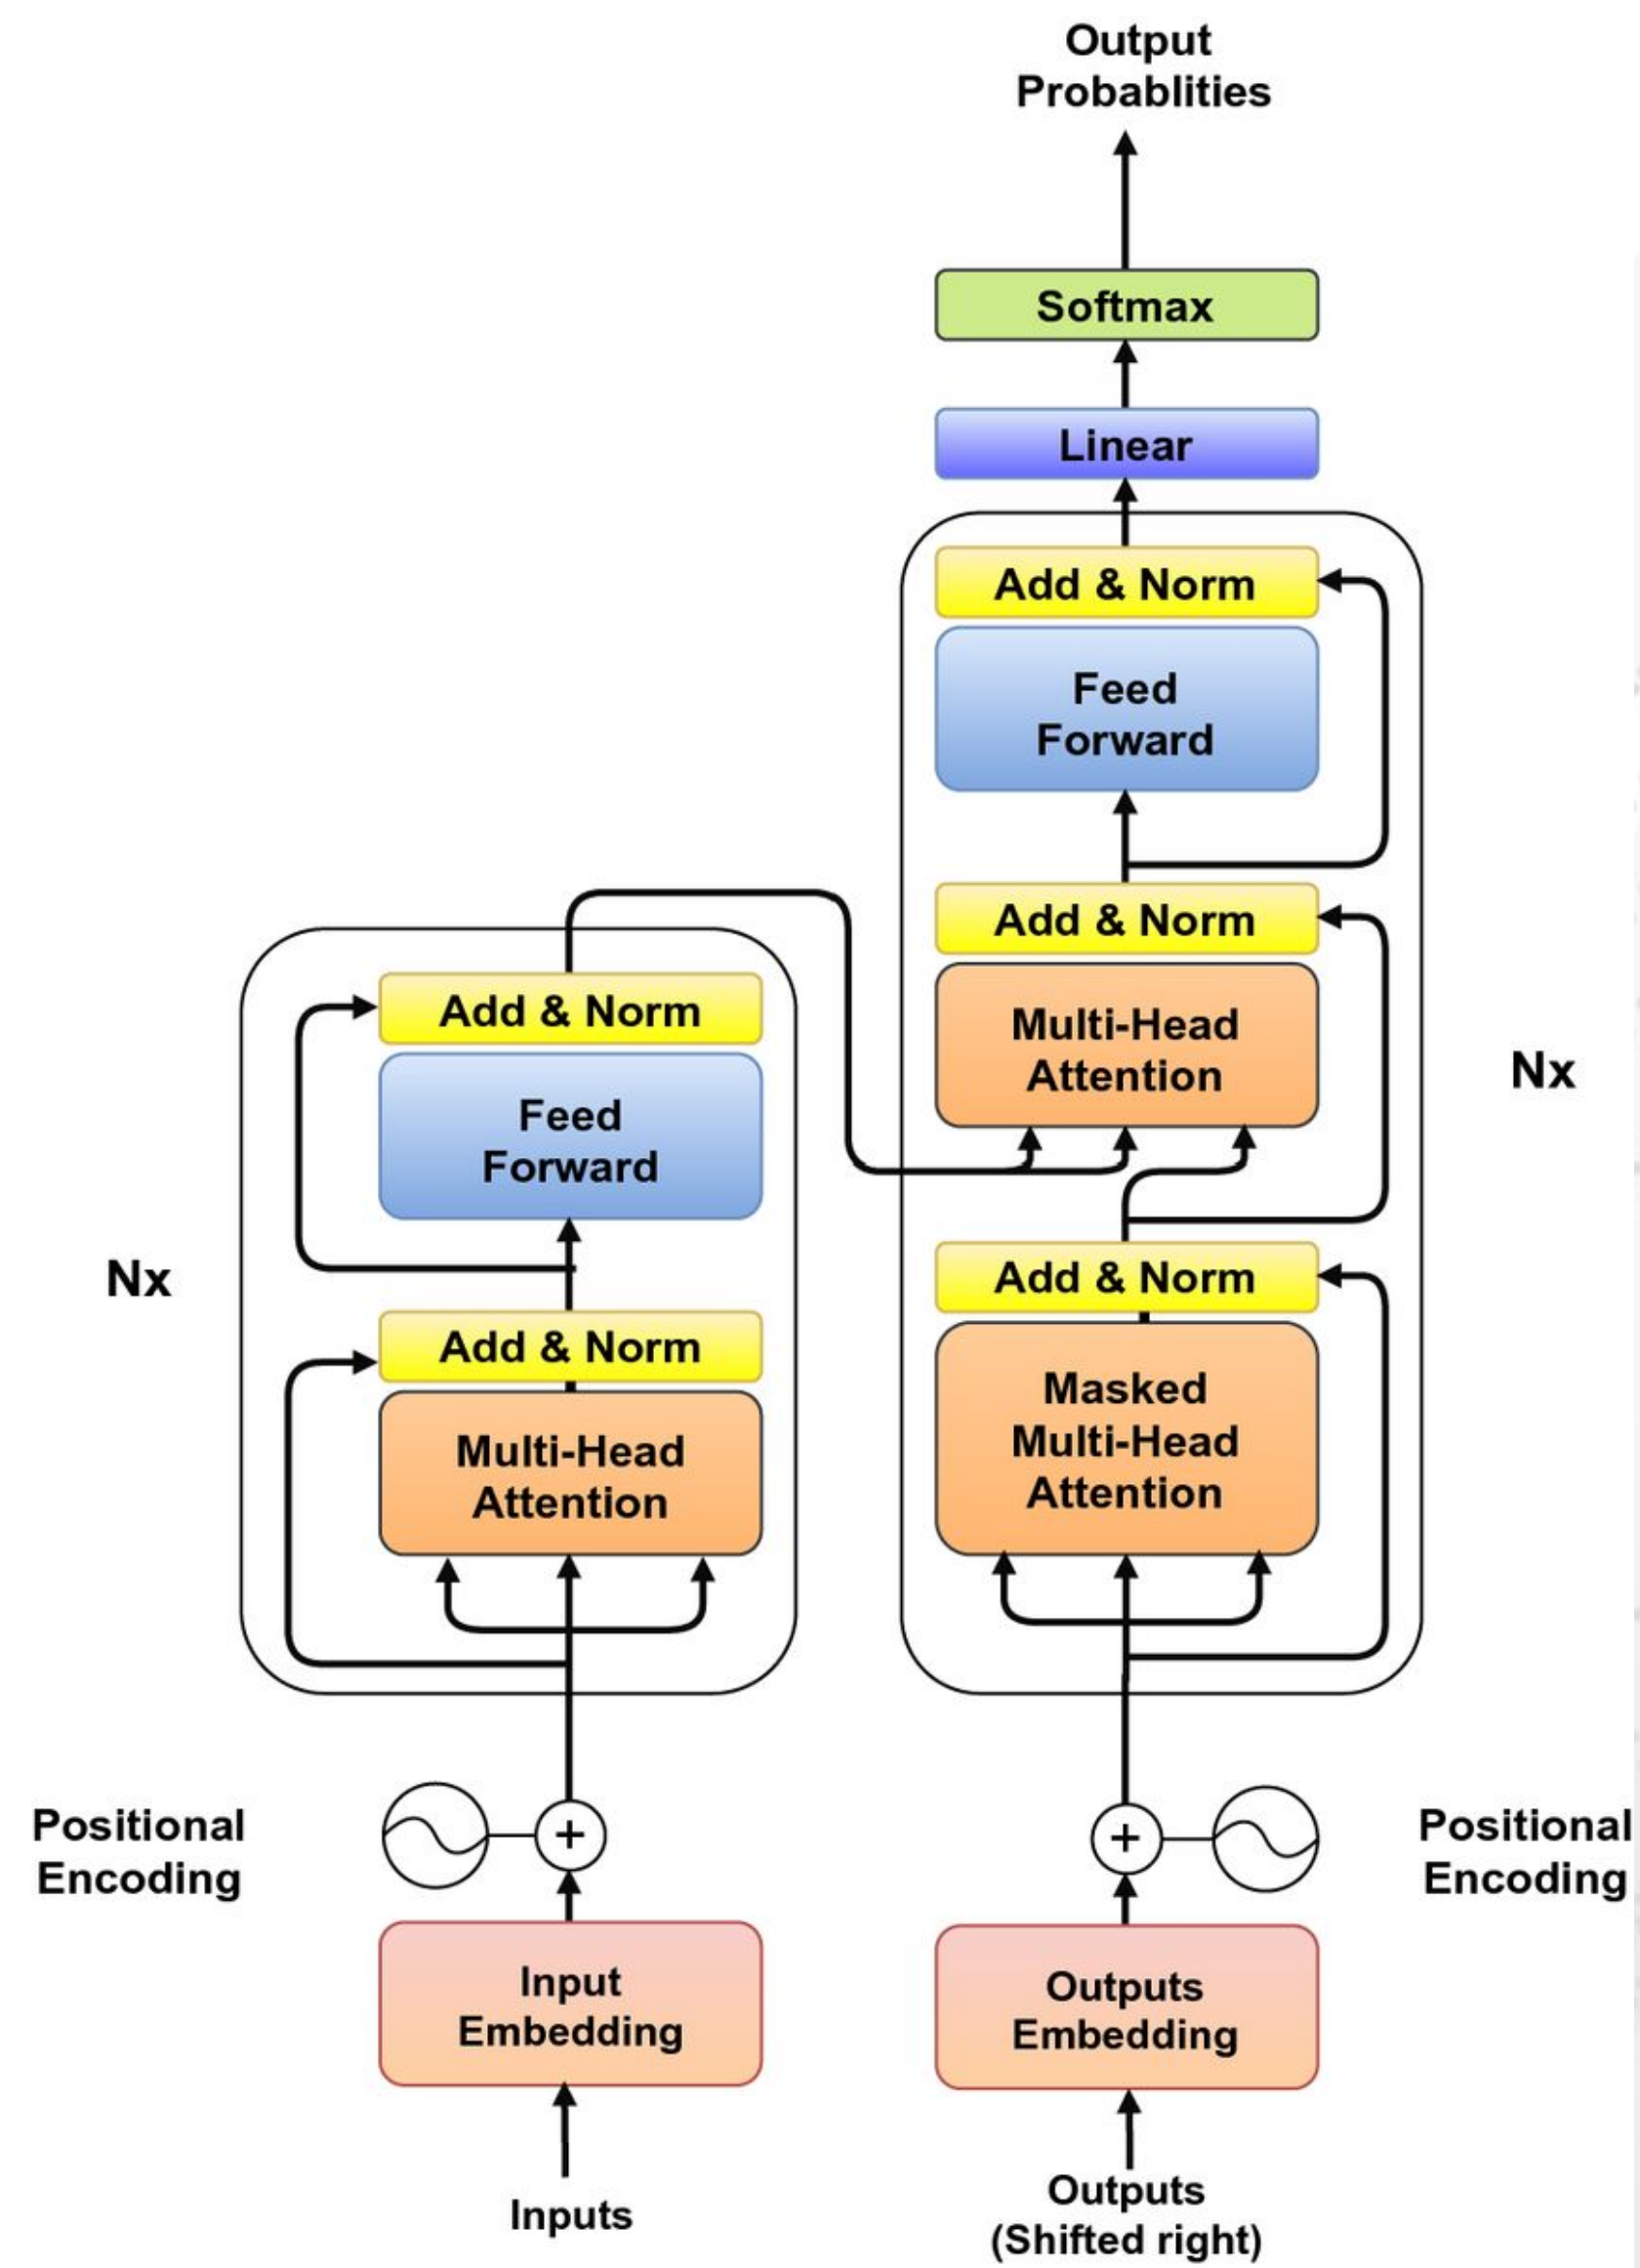 Output
Probablities
Softmax
Linear
Add & Norm
Feed
Forward
Add & Norm
Multi-Head
Attention
Nx
Add & Norm
Masked
Multi-Head
Attention
Add & Norm
Feed
Forward
Nx
Add & Norm
Multi-Head
Attention
Positional
Encoding
+
+
Positional
Encoding
Input
Embedding
Outputs
Embedding
Inputs
Outputs
(Shifted right)